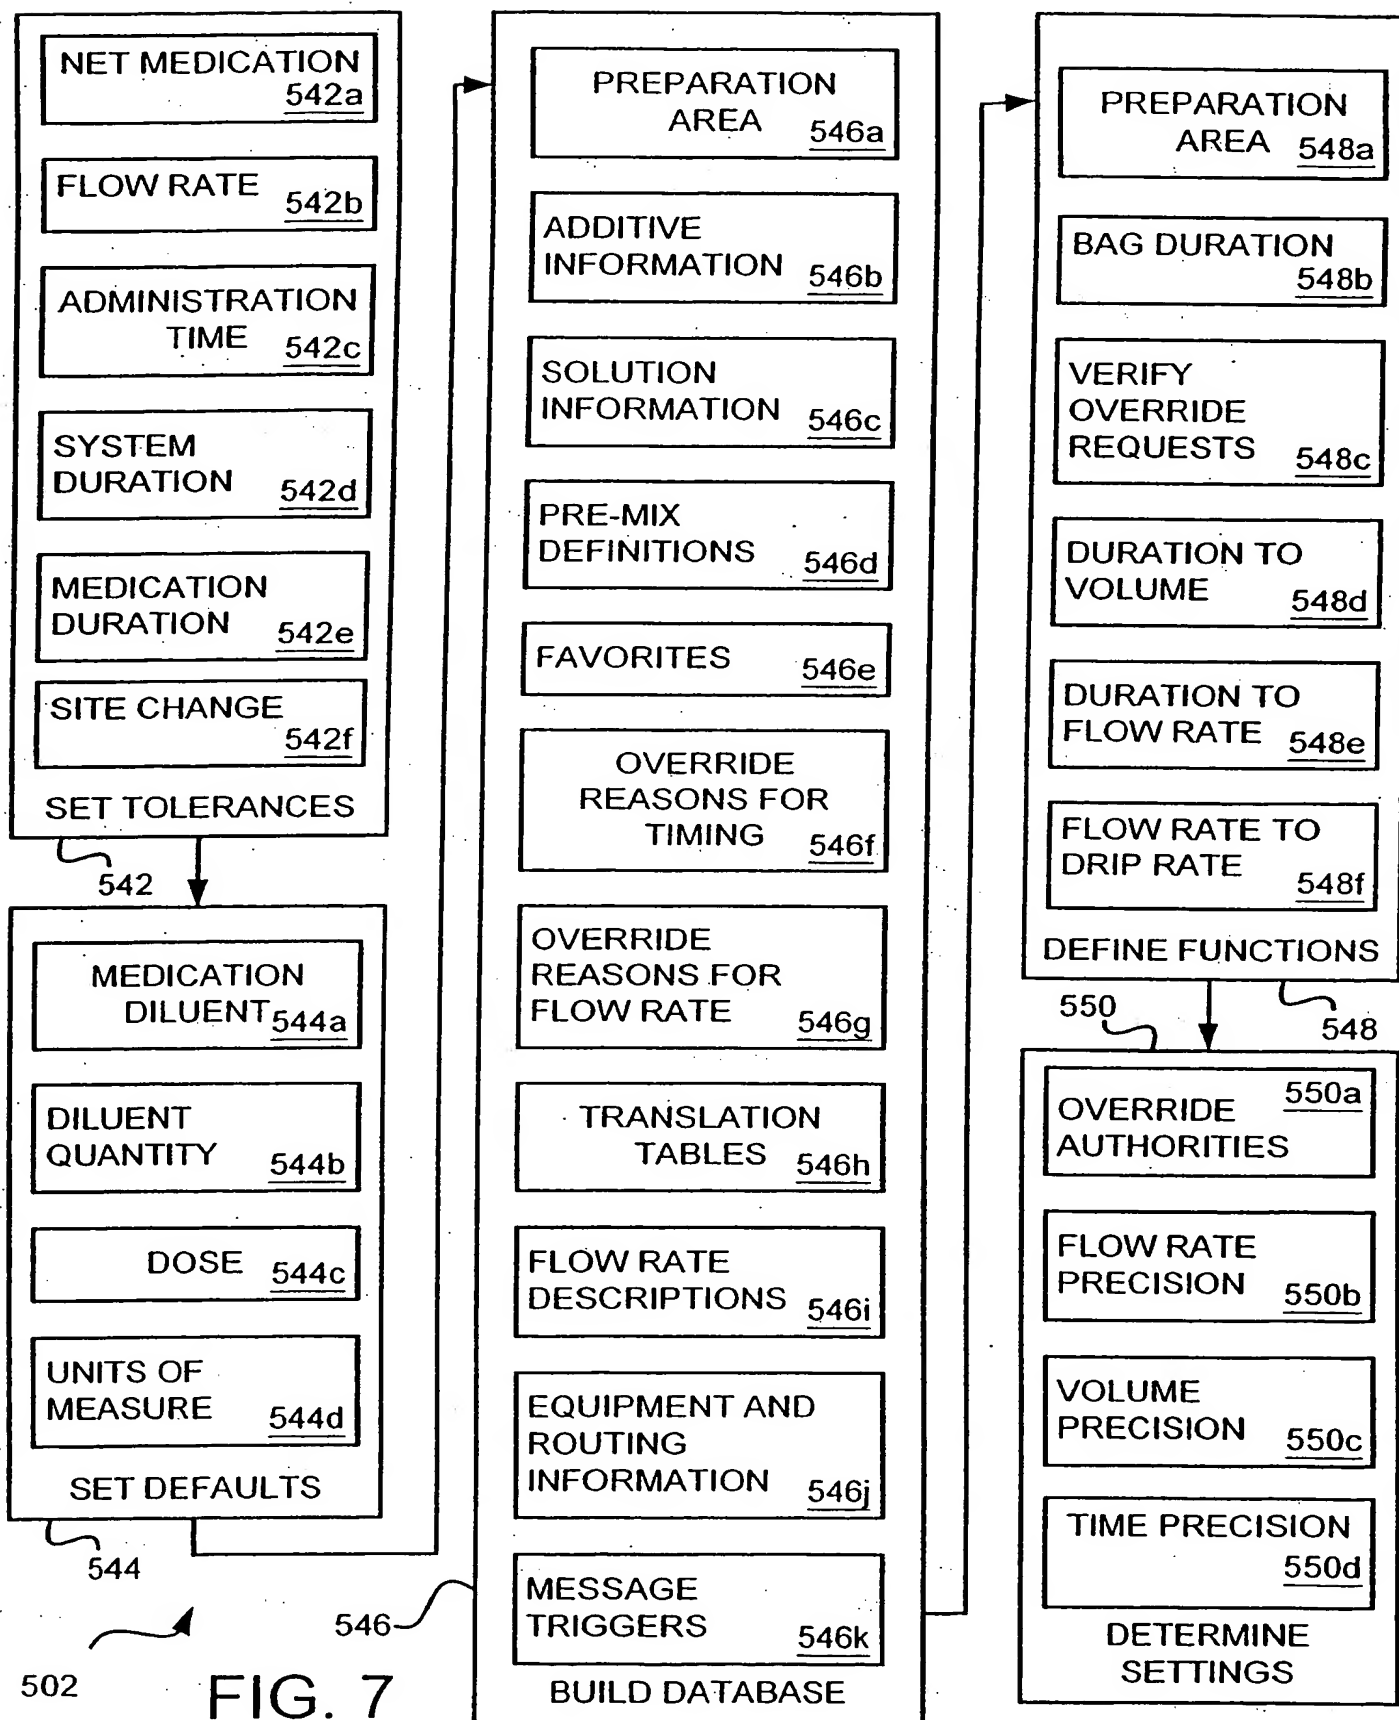 NET MEDICATION
542a
FLOW RATE
542b
ADMINISTRATION
TIME 542c
SYSTEM
DURATION 542d
MEDICATION
DURATION 542e
SITE CHANGE
542f
SET TOLERANCES
542
MEDICATION
DILUENT 544a
DILUENT
QUANTITY 544b
DOSE 544c
UNITS OF
MEASURE 544d
SET DEFAULTS
544
502
FIG. 7
PREPARATION
AREA 546a
ADDITIVE
INFORMATION 546b
SOLUTION
INFORMATION 546c
PRE-MIX
DEFINITIONS 546d
FAVORITES 546e
OVERRIDE
REASONS FOR
TIMING 546f
OVERRIDE
REASONS FOR
FLOW RATE 546g
TRANSLATION
TABLES 546h
FLOW RATE
DESCRIPTIONS 546i
EQUIPMENT AND
ROUTING
INFORMATION 546j
MESSAGE
TRIGGERS 546k
BUILD DATABASE
546
PREPARATION
AREA 548a
BAG DURATION
548b
VERIFY
OVERRIDE
REQUESTS 548c
DURATION TO
VOLUME 548d
DURATION TO
FLOW RATE 548e
FLOW RATE TO
DRIP RATE 548f
DEFINE FUNCTIONS
548
550
550a
OVERRIDE
AUTHORITIES
FLOW RATE
PRECISION 550b
VOLUME
PRECISION 550c
TIME PRECISION
550d
DETERMINE
SETTINGS